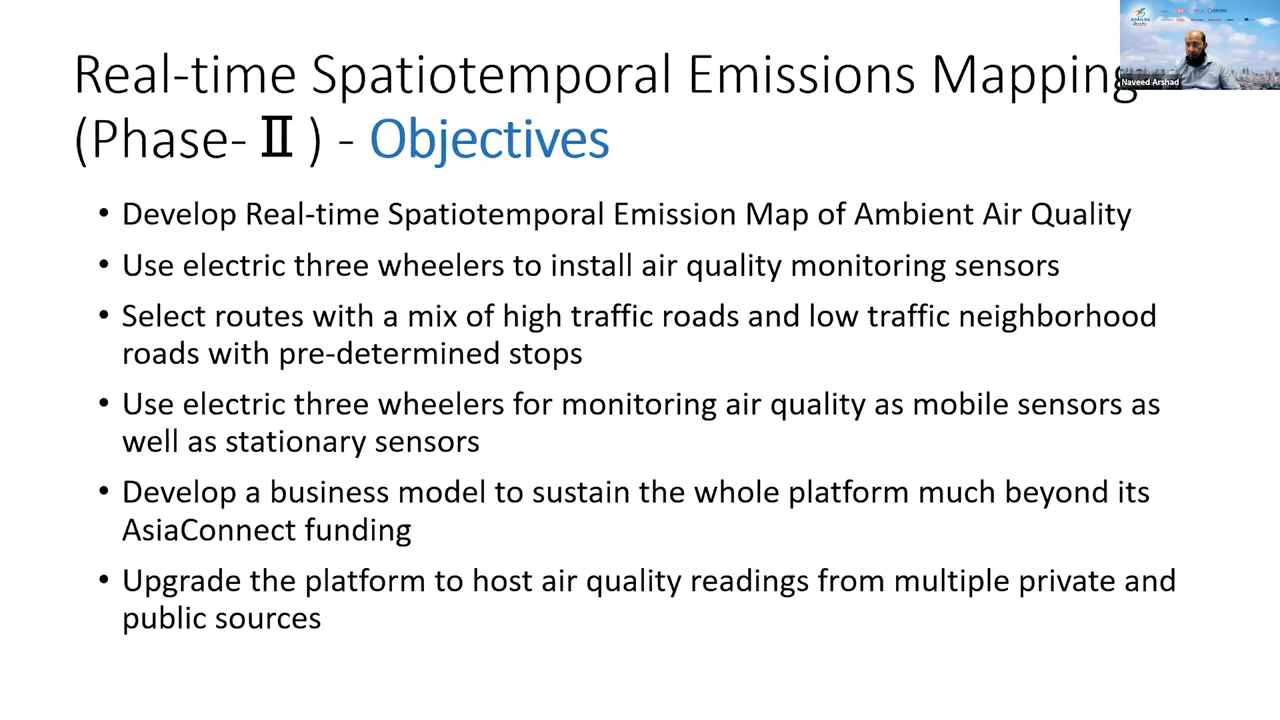 Real-time Spatiotemporal Emissions Mapping
(Phase-Ⅱ) - Objectives
• Develop Real-time Spatiotemporal Emission Map of Ambient Air Quality
• Use electric three wheelers to install air quality monitoring sensors
• Select routes with a mix of high traffic roads and low traffic neighborhood
roads with pre-determined stops
• Use electric three wheelers for monitoring air quality as mobile sensors as
well as stationary sensors
• Develop a business model to sustain the whole platform much beyond its
AsiaConnect funding
• Upgrade the platform to host air quality readings from multiple private and
public sources
Naveed Arshad